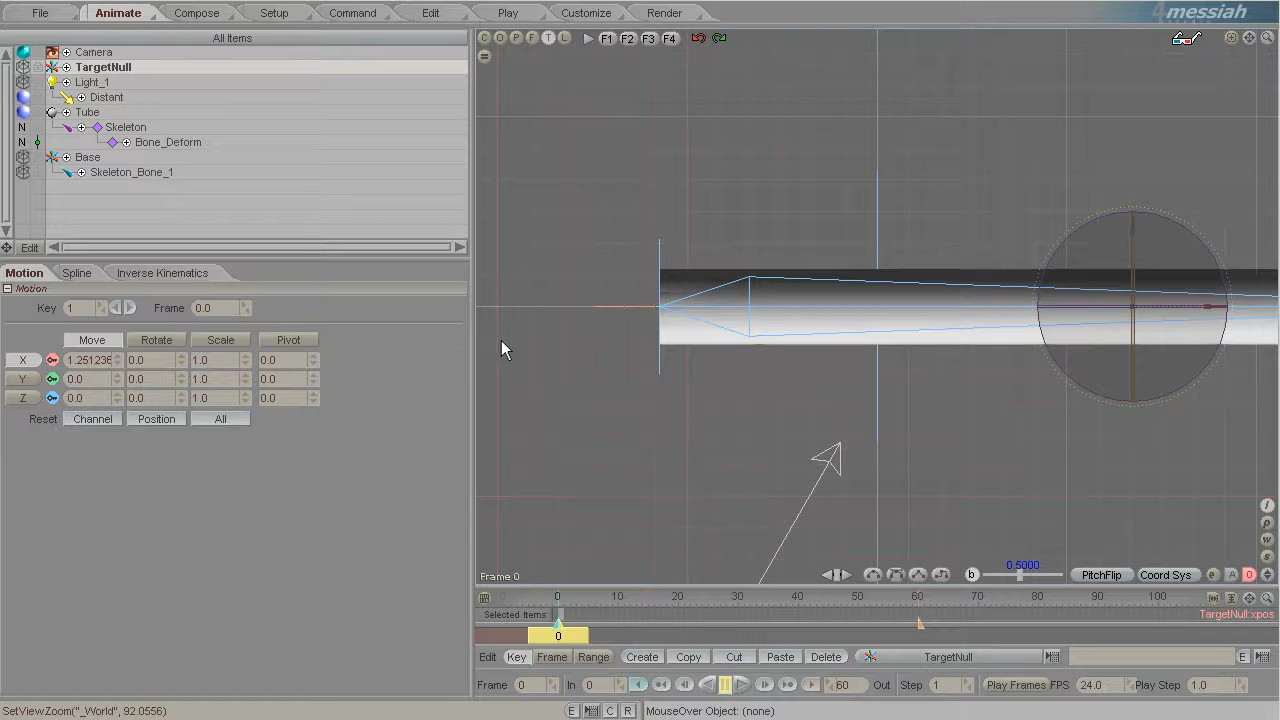 File Animate Compose Setup Command Edit Play Customize Render 4messiah
All Items
Camera
TargetNull
Light_1
Distant
Tube
N Skeleton
N Bone_Deform
Base
Skeleton_Bone_1
Edit
C O P F T L F1 F2 F3 F4
Motion Spline Inverse Kinematics
Motion
Key 1 Frame 0.0
Move Rotate Scale Pivot
X 1.251236 0.0 1.0 0.0
Y 0.0 0.0 1.0 0.0
Z 0.0 0.0 1.0 0.0
Reset Channel Position All
i
p
w
s
Frame 0 b 0.5000 PitchFlip Coord Sys e A 0
0 10 20 30 40 50 60 70 80 90 100
Selected Items TargetNull:xpos
0
Edit Key Frame Range Create Copy Cut Paste Delete TargetNull E
Frame 0 In 0 60 Out Step 1 Play Frames FPS 24.0 Play Step 1.0
SetViewZoom("_World", 92.0556) E C R MouseOver Object: (none)